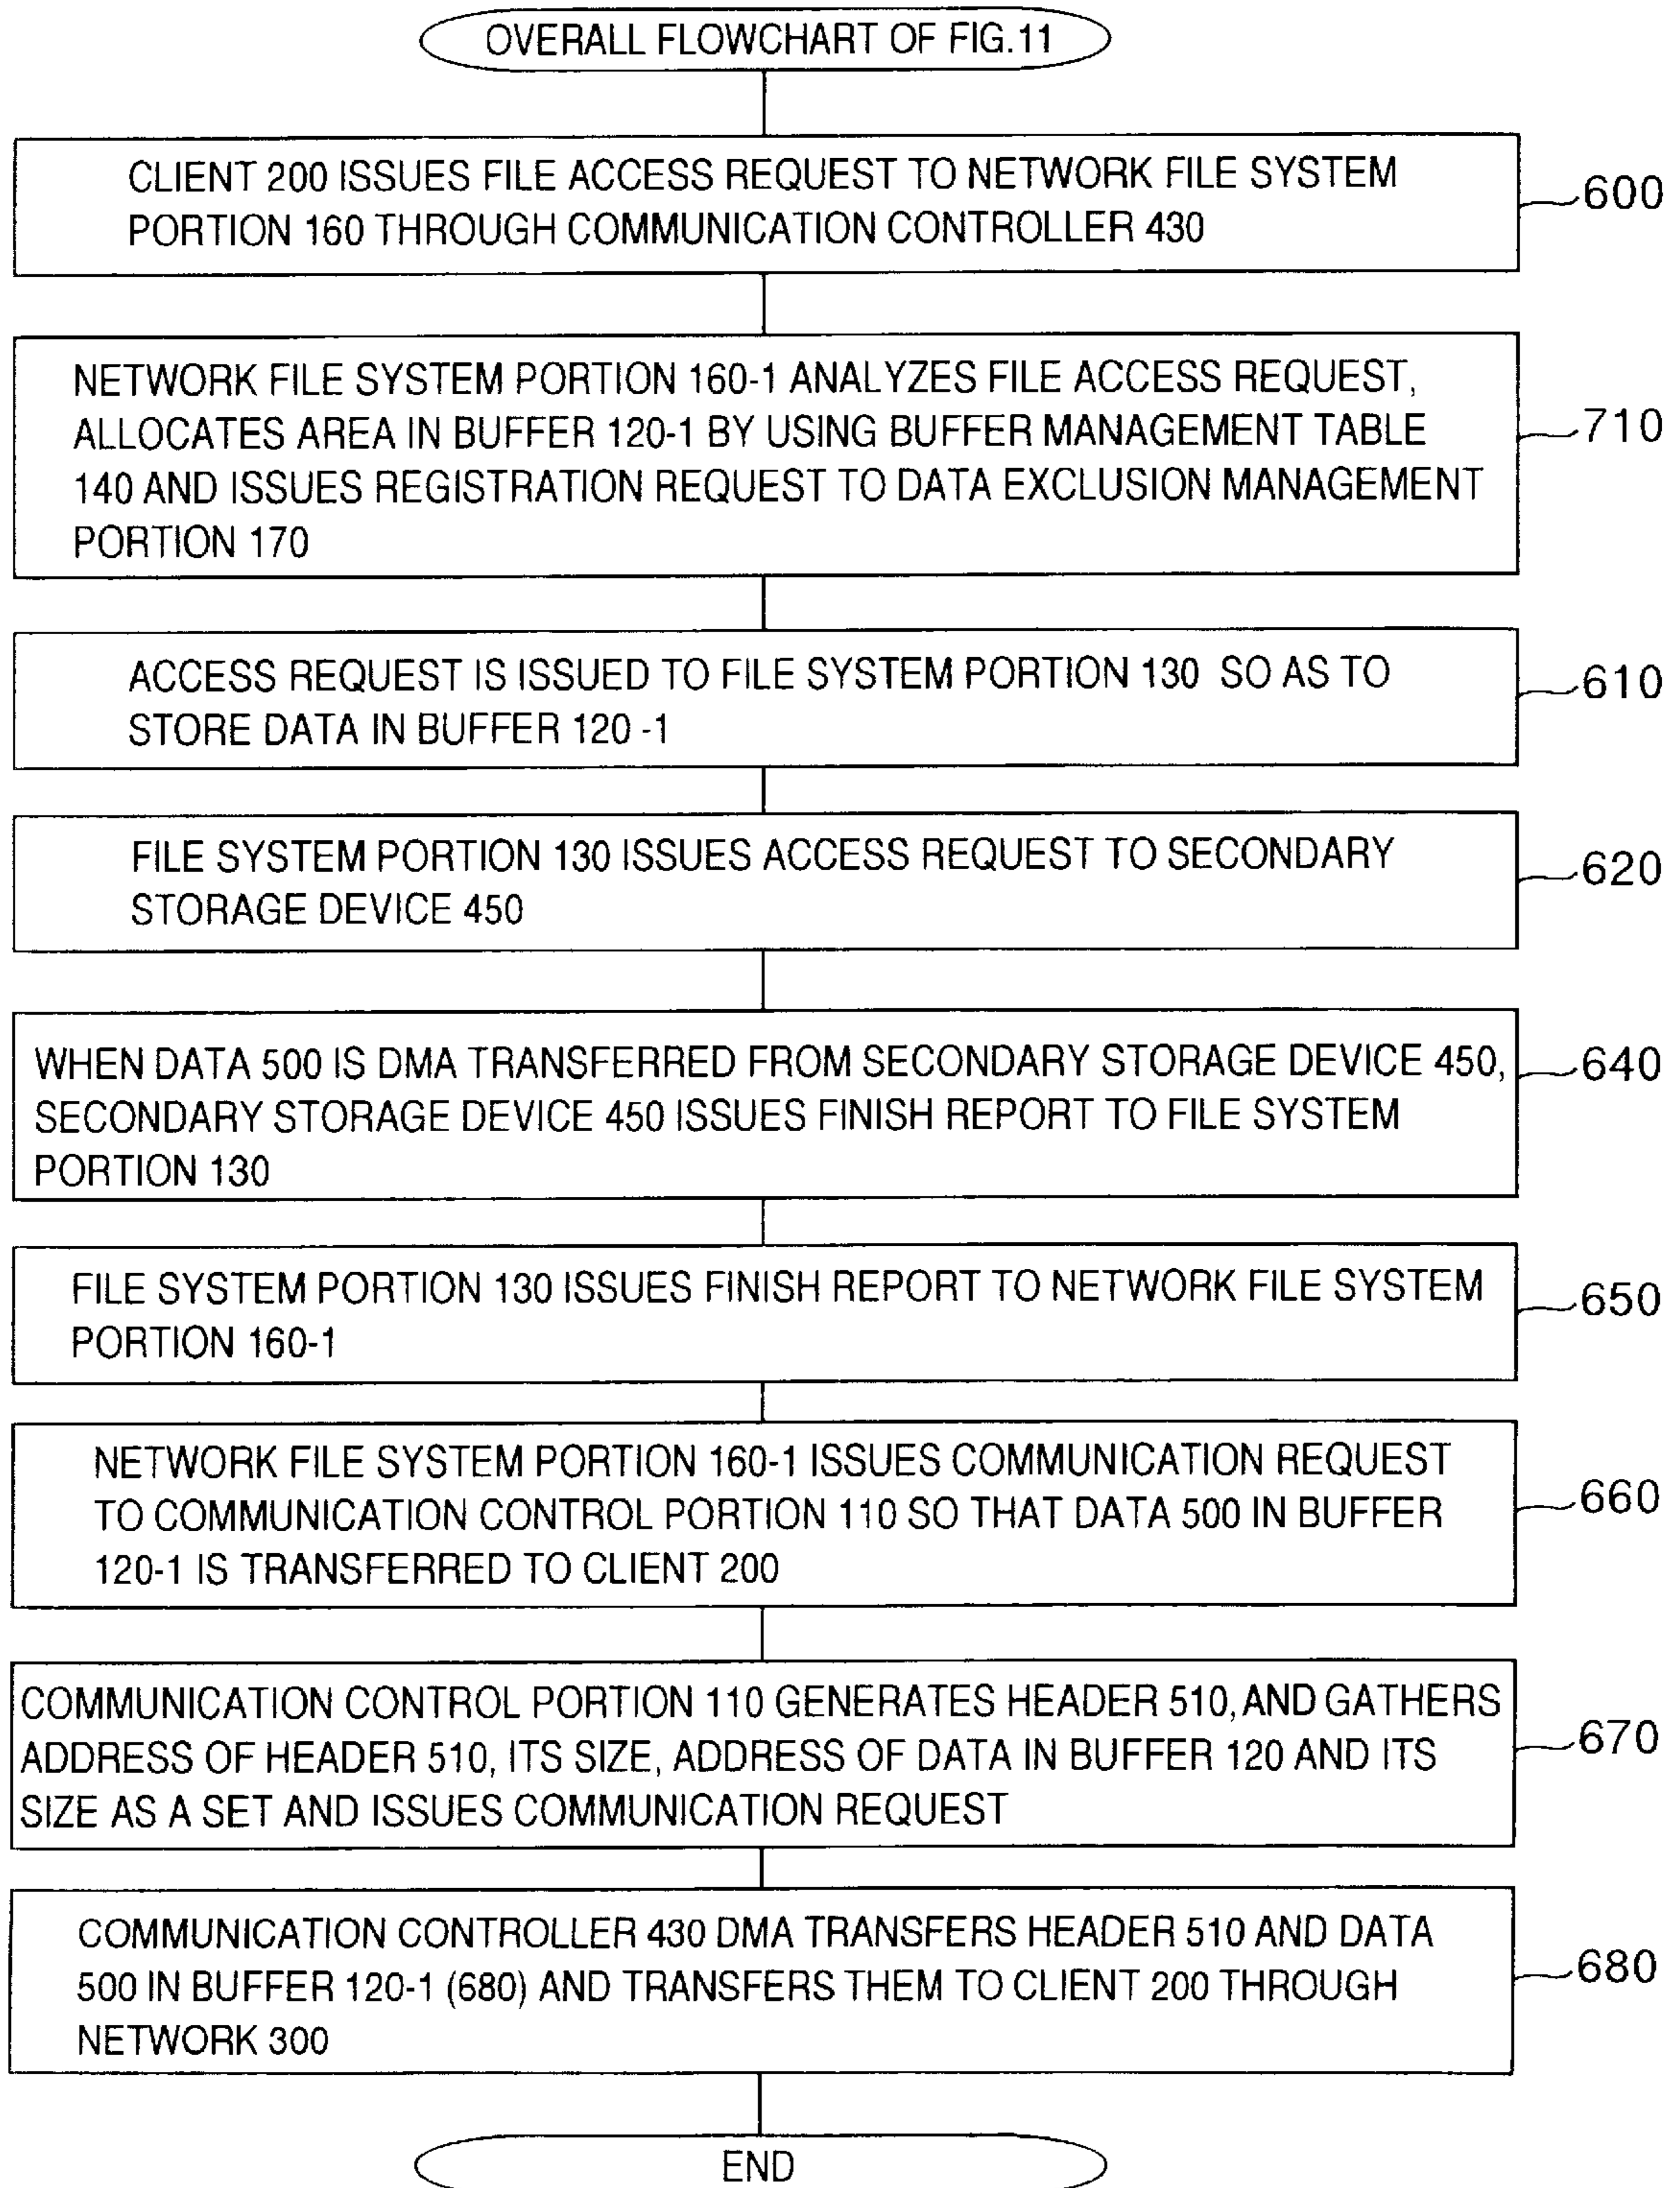 OVERALL FLOWCHART OF FIG.11
CLIENT 200 ISSUES FILE ACCESS REQUEST TO NETWORK FILE SYSTEM
PORTION 160 THROUGH COMMUNICATION CONTROLLER 430
600
NETWORK FILE SYSTEM PORTION 160-1 ANALYZES FILE ACCESS REQUEST,
ALLOCATES AREA IN BUFFER 120-1 BY USING BUFFER MANAGEMENT TABLE
140 AND ISSUES REGISTRATION REQUEST TO DATA EXCLUSION MANAGEMENT
PORTION 170
710
ACCESS REQUEST IS ISSUED TO FILE SYSTEM PORTION 130 SO AS TO
STORE DATA IN BUFFER 120 -1
610
FILE SYSTEM PORTION 130 ISSUES ACCESS REQUEST TO SECONDARY
STORAGE DEVICE 450
620
WHEN DATA 500 IS DMA TRANSFERRED FROM SECONDARY STORAGE DEVICE 450,
SECONDARY STORAGE DEVICE 450 ISSUES FINISH REPORT TO FILE SYSTEM
PORTION 130
640
FILE SYSTEM PORTION 130 ISSUES FINISH REPORT TO NETWORK FILE SYSTEM
PORTION 160-1
650
NETWORK FILE SYSTEM PORTION 160-1 ISSUES COMMUNICATION REQUEST
TO COMMUNICATION CONTROL PORTION 110 SO THAT DATA 500 IN BUFFER
120-1 IS TRANSFERRED TO CLIENT 200
660
COMMUNICATION CONTROL PORTION 110 GENERATES HEADER 510, AND GATHERS
ADDRESS OF HEADER 510, ITS SIZE, ADDRESS OF DATA IN BUFFER 120 AND ITS
SIZE AS A SET AND ISSUES COMMUNICATION REQUEST
670
COMMUNICATION CONTROLLER 430 DMA TRANSFERS HEADER 510 AND DATA
500 IN BUFFER 120-1 (680) AND TRANSFERS THEM TO CLIENT 200 THROUGH
NETWORK 300
680
END